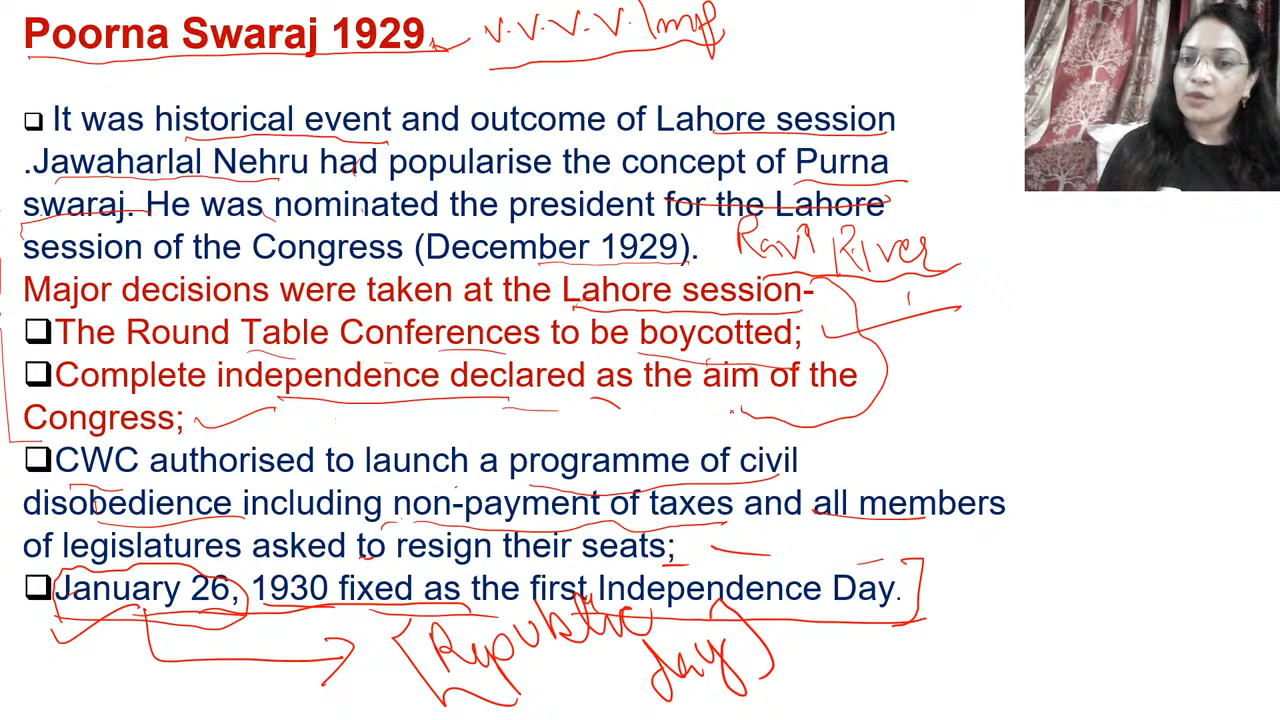 Poorna Swaraj 1929 v.v.v.v. Imp
It was historical event and outcome of Lahore session
.Jawaharlal Nehru had popularise the concept of Purna
swaraj. He was nominated the president for the Lahore
session of the Congress (December 1929). Ravi River
Major decisions were taken at the Lahore session-
The Round Table Conferences to be boycotted;
Complete independence declared as the aim of the
Congress;
CWC authorised to launch a programme of civil
disobedience including non-payment of taxes and all members
of legislatures asked to resign their seats;
January 26, 1930 fixed as the first Independence Day.
Republic
day